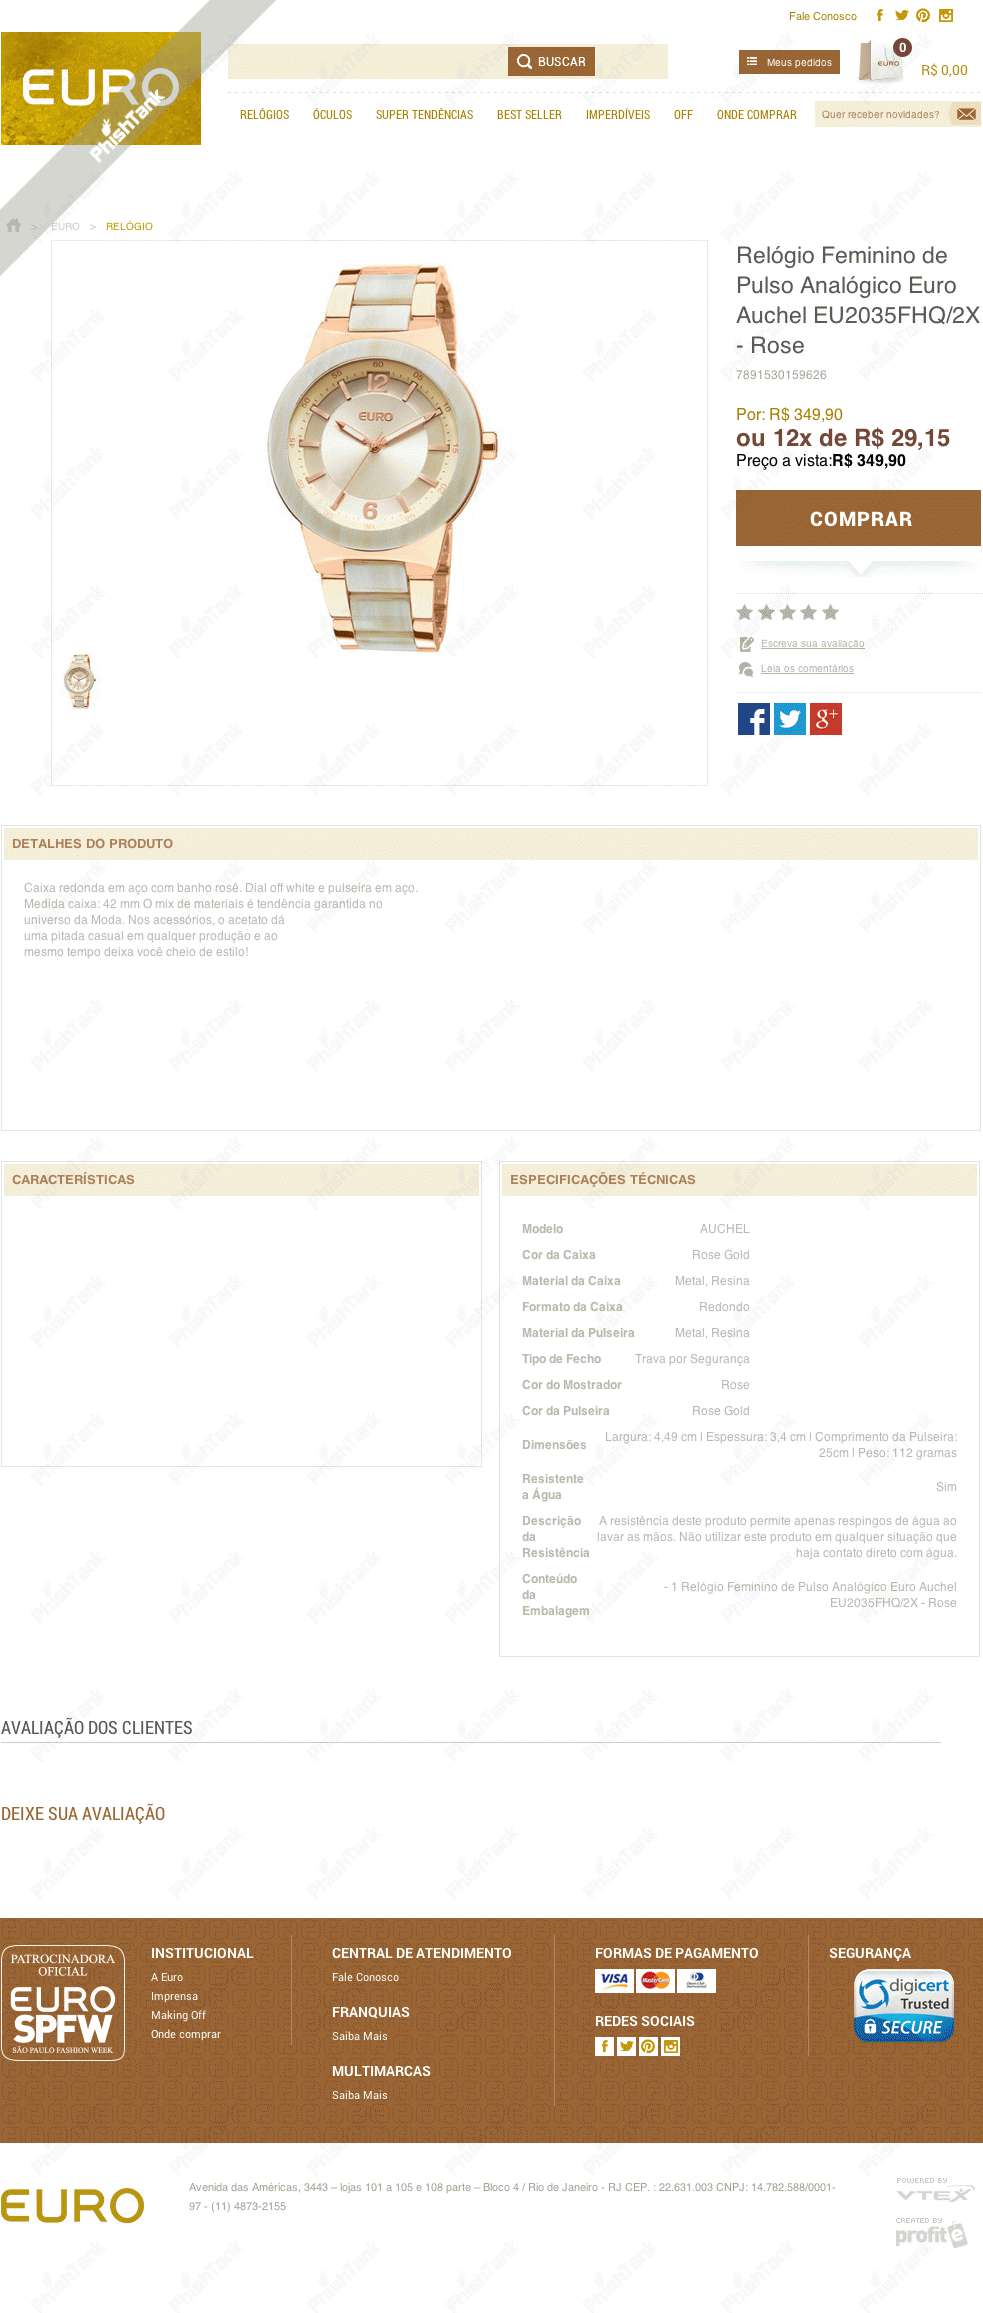 Fale Conosco
EURO
BUSCAR
Meus pedidos
EURO
0
R$ 0,00
RELÓGIOS ÓCULOS SUPER TENDÊNCIAS BEST SELLER IMPERDÍVEIS OFF ONDE COMPRAR
Quer receber novidades?
PhishTank
> EURO > RELÓGIO
Relógio Feminino de
Pulso Analógico Euro
Auchel EU2035FHQ/2X
- Rose
7891530159626
Por: R$ 349,90
ou 12x de R$ 29,15
Preço a vista:R$ 349,90
COMPRAR
12
EURO
6
Escreva sua avaliação
Leia os comentários
DETALHES DO PRODUTO
Caixa redonda em aço com banho rosê. Dial off white e pulseira em aço.
Medida caixa: 42 mm O mix de materiais é tendência garantida no
universo da Moda. Nos acessórios, o acetato dá
uma pitada casual em qualquer produção e ao
mesmo tempo deixa você cheio de estilo!
CARACTERÍSTICAS
ESPECIFICAÇÕES TÉCNICAS
Modelo AUCHEL
Cor da Caixa Rose Gold
Material da Caixa Metal, Resina
Formato da Caixa Redondo
Material da Pulseira Metal, Resina
Tipo de Fecho Trava por Segurança
Cor do Mostrador Rose
Cor da Pulseira Rose Gold
Dimensões Largura: 4,49 cm | Espessura: 3,4 cm | Comprimento da Pulseira:
25cm | Peso: 112 gramas
Resistente
a Água
Sim
Descrição
da
Resistência
A resistência deste produto permite apenas respingos de água ao
lavar as mãos. Não utilizar este produto em qualquer situação que
haja contato direto com água.
Conteúdo
da
Embalagem
- 1 Relógio Feminino de Pulso Analógico Euro Auchel
EU2035FHQ/2X - Rose
AVALIAÇÃO DOS CLIENTES
DEIXE SUA AVALIAÇÃO
PATROCINADORA
OFICIAL
EURO
SPFW
SÃO PAULO FASHION WEEK
INSTITUCIONAL
A Euro
Imprensa
Making Off
Onde comprar
CENTRAL DE ATENDIMENTO
Fale Conosco
FRANQUIAS
Saiba Mais
MULTIMARCAS
Saiba Mais
FORMAS DE PAGAMENTO
VISA MasterCard
REDES SOCIAIS
SEGURANÇA
digicert
Trusted
SECURE
EURO
Avenida das Américas, 3443 – lojas 101 a 105 e 108 parte – Bloco 4 / Rio de Janeiro - RJ CEP. : 22.631.003 CNPJ: 14.782.588/0001-
97 - (11) 4873-2155
POWERED BY
VTEX
CREATED BY
profite